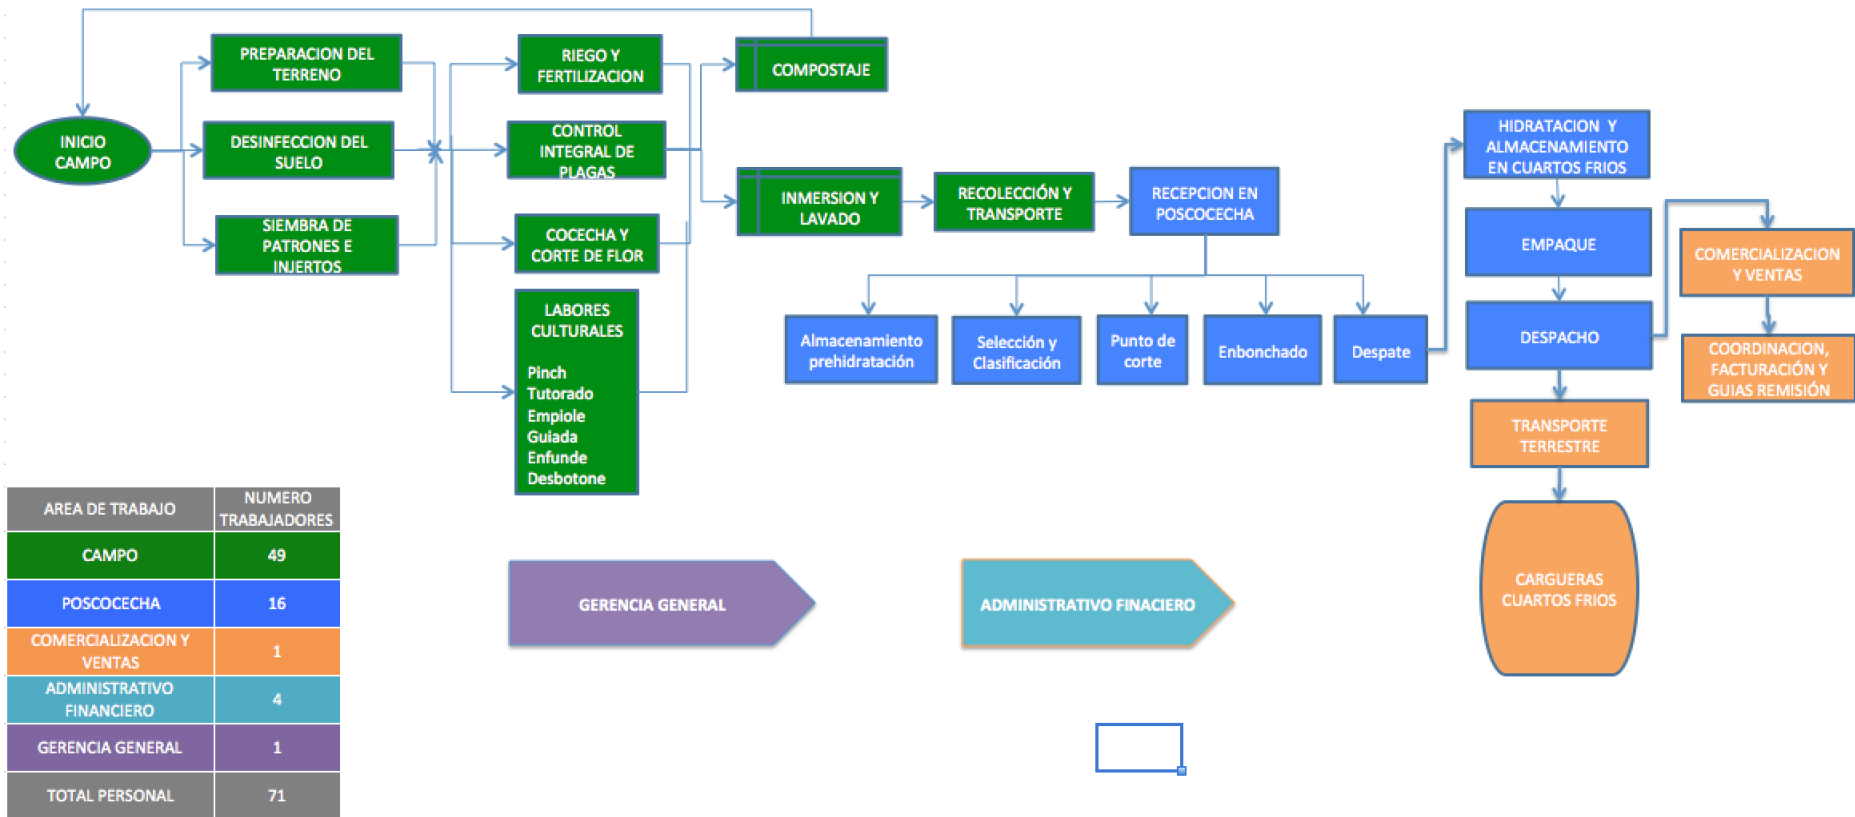 INICIO
CAMPO
PREPARACION DEL
TERRENO
DESINFECCION DEL
SUELO
SIEMBRA DE
PATRONES E
INJERTOS
RIEGO Y
FERTILIZACION
CONTROL
INTEGRAL DE
PLAGAS
COCECHA Y
CORTE DE FLOR
LABORES
CULTURALES
Pinch
Tutorado
Empiole
Guiada
Enfunde
Desbotone
COMPOSTAJE
INMERSION Y
LAVADO
RECOLECCIÓN Y
TRANSPORTE
RECEPCION EN
POSCOCECHA
Almacenamiento
prehidratación
Selección y
Clasificación
Punto de
corte
Enbonchado
Despate
HIDRATACION Y
ALMACENAMIENTO
EN CUARTOS FRIOS
EMPAQUE
DESPACHO
COMERCIALIZACION
Y VENTAS
COORDINACION,
FACTURACIÓN Y
GUIAS REMISIÓN
TRANSPORTE
TERRESTRE
CARGUERAS
CUARTOS FRIOS
GERENCIA GENERAL
ADMINISTRATIVO FINACIERO
AREA DE TRABAJO
NUMERO
TRABAJADORES
CAMPO 49
POSCOCECHA 16
COMERCIALIZACION Y
VENTAS
1
ADMINISTRATIVO
FINANCIERO
4
GERENCIA GENERAL 1
TOTAL PERSONAL 71